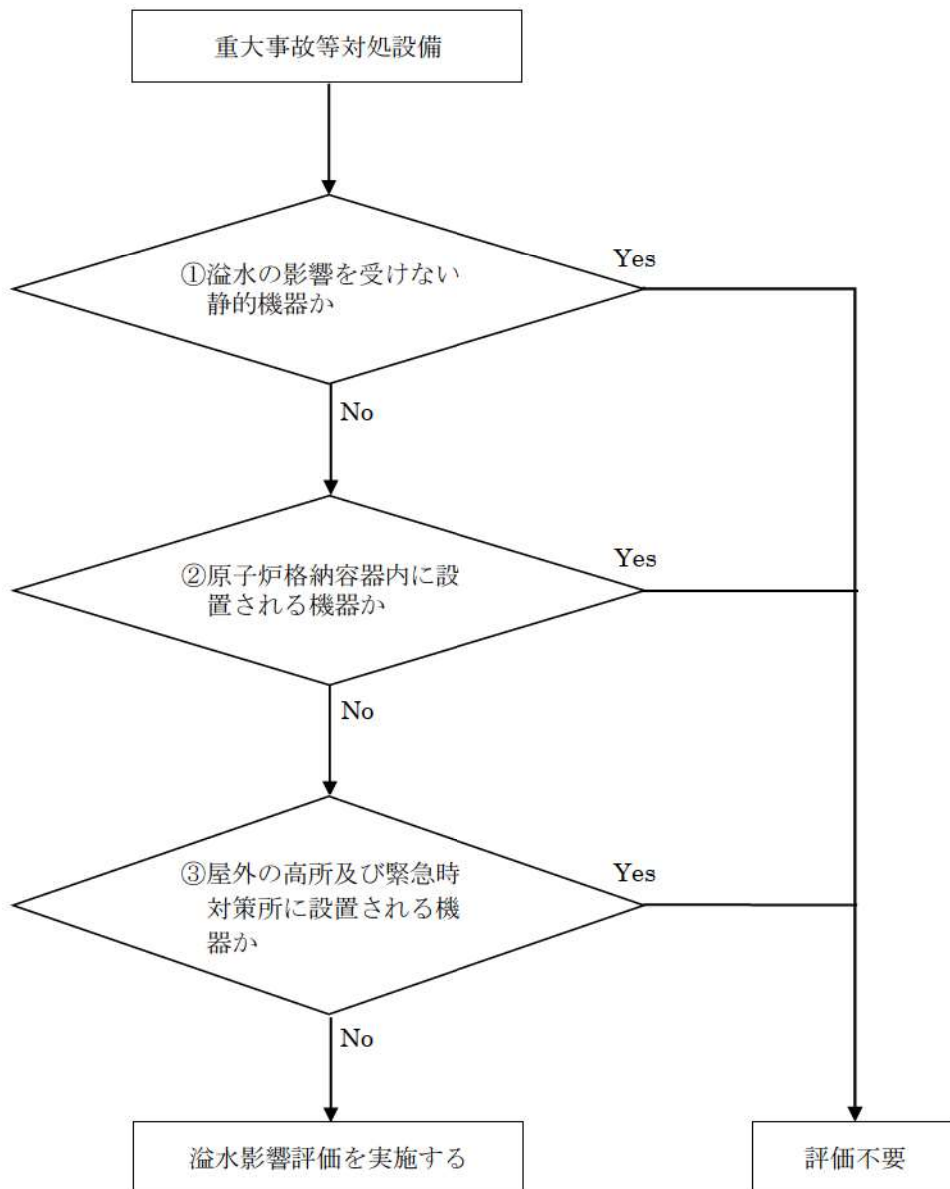 重大事故等対処設備
①溢水の影響を受けない
静的機器か
Yes
No
②原子炉格納容器内に設
置される機器か
Yes
No
③屋外の高所及び緊急時
対策所に設置される機
器か
Yes
No
溢水影響評価を実施する
評価不要